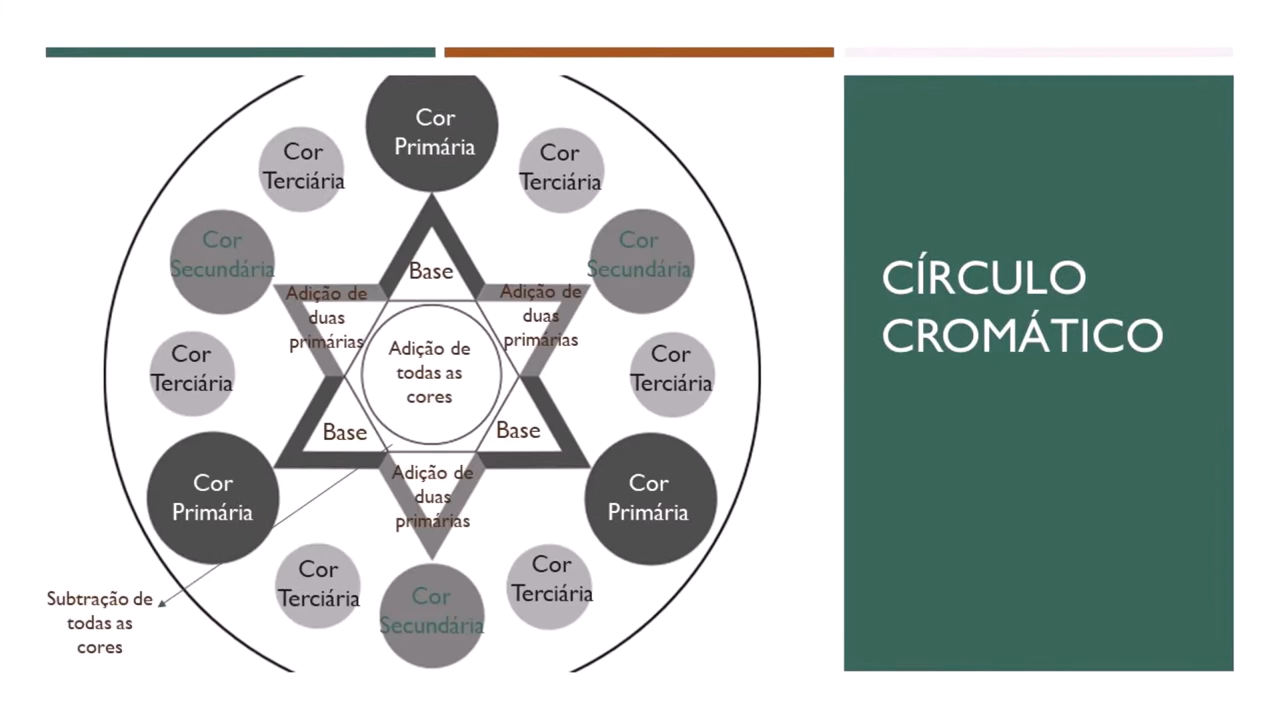 Cor
Primária
Cor
Terciária
Cor
Terciária
Cor
Secundária
Cor
Secundária
Base
Adição de
duas
primárias
Adição de
duas
primárias
Adição de
todas as
cores
Cor
Terciária
Cor
Terciária
Base
Base
Cor
Primária
Cor
Primária
Adição de
duas
primárias
Cor
Terciária
Cor
Terciária
Cor
Secundária
Subtração de
todas as
cores
CÍRCULO
CROMÁTICO